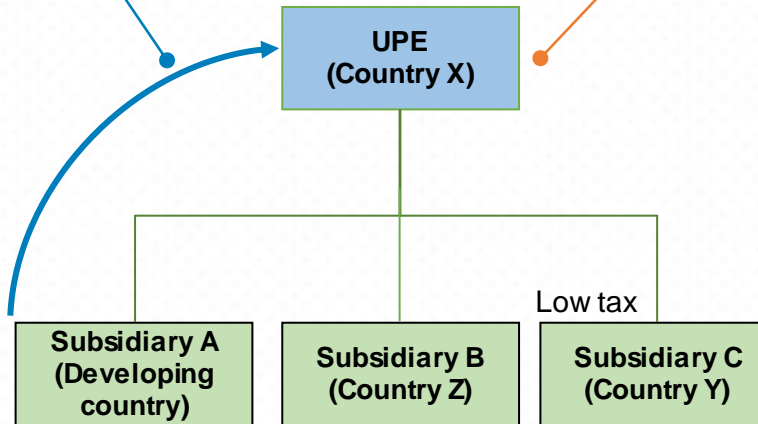 UPE
(Country X)
Low tax
Subsidiary A
(Developing
country)
Subsidiary B
(Country Z)
Subsidiary C
(Country Y)